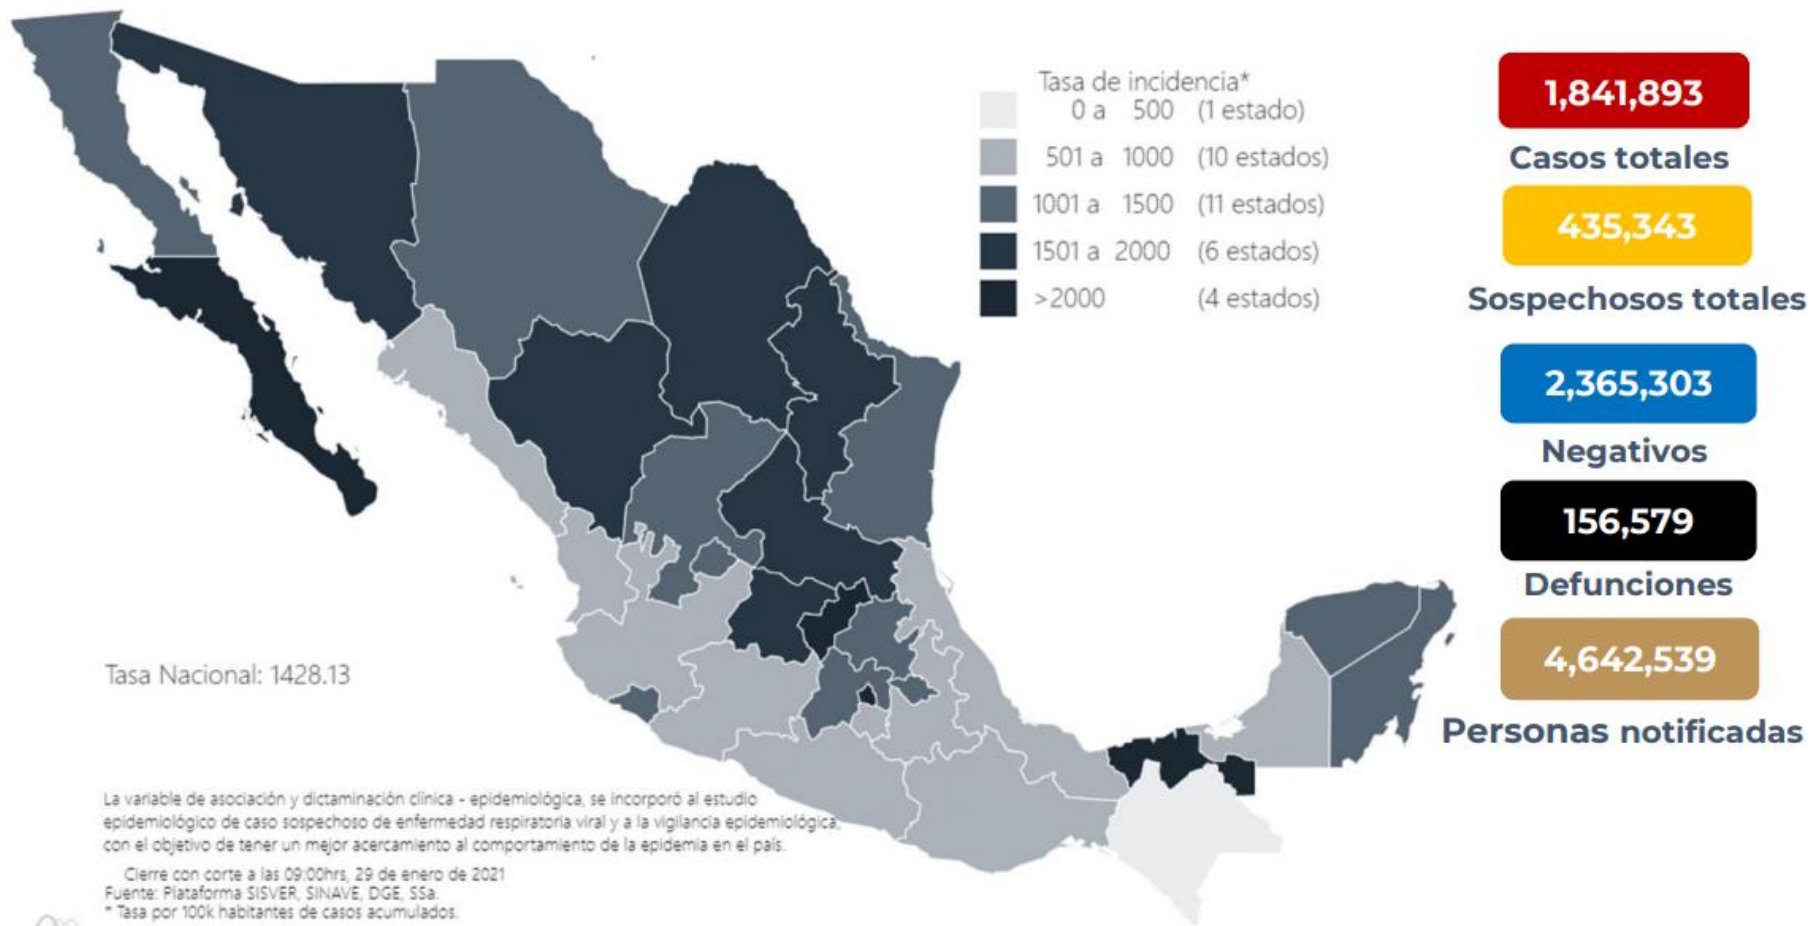 Tasa de incidencia*
0 a 500 (1 estado)
501 a 1000 (10 estados)
1001 a 1500 (11 estados)
1501 a 2000 (6 estados)
>2000 (4 estados)
1,841,893
Casos totales
435,343
Sospechosos totales
2,365,303
Negativos
156,579
Defunciones
4,642,539
Personas notificadas
Tasa Nacional: 1428.13
La variable de asociación y dictaminación clínica - epidemiológica, se incorporó al estudio
epidemiológico de caso sospechoso de enfermedad respiratoria viral y a la vigilancia epidemiológica,
con el objetivo de tener un mejor acercamiento al comportamiento de la epidemia en el país.
Cierre con corte a las 09:00hrs, 29 de enero de 2021
Fuente: Plataforma SISVER, SINAVE, DGE, SSa.
* Tasa por 100k habitantes de casos acumulados.